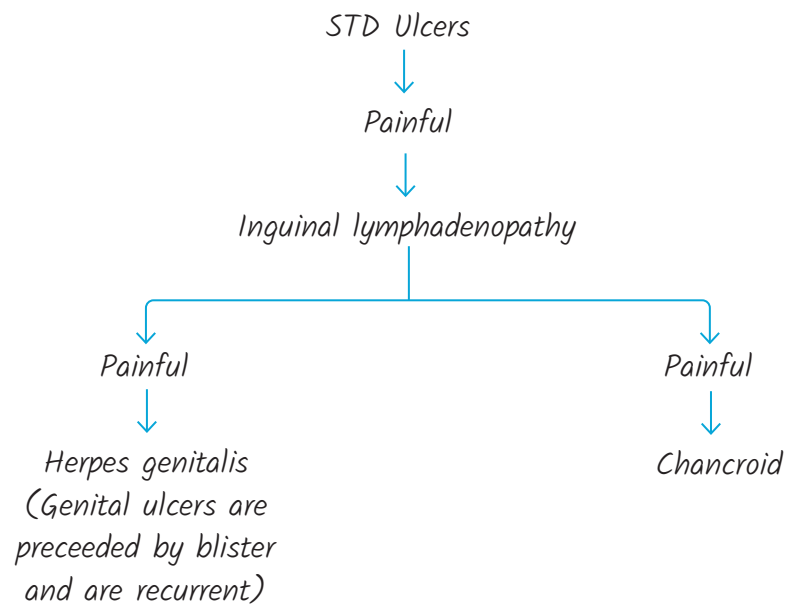 STD Ulcers
Painful
Inguinal lymphadenopathy
Painful
Painful
Herpes genitalis
(Genital ulcers are
preceeded by blister
and are recurrent)
Chancroid